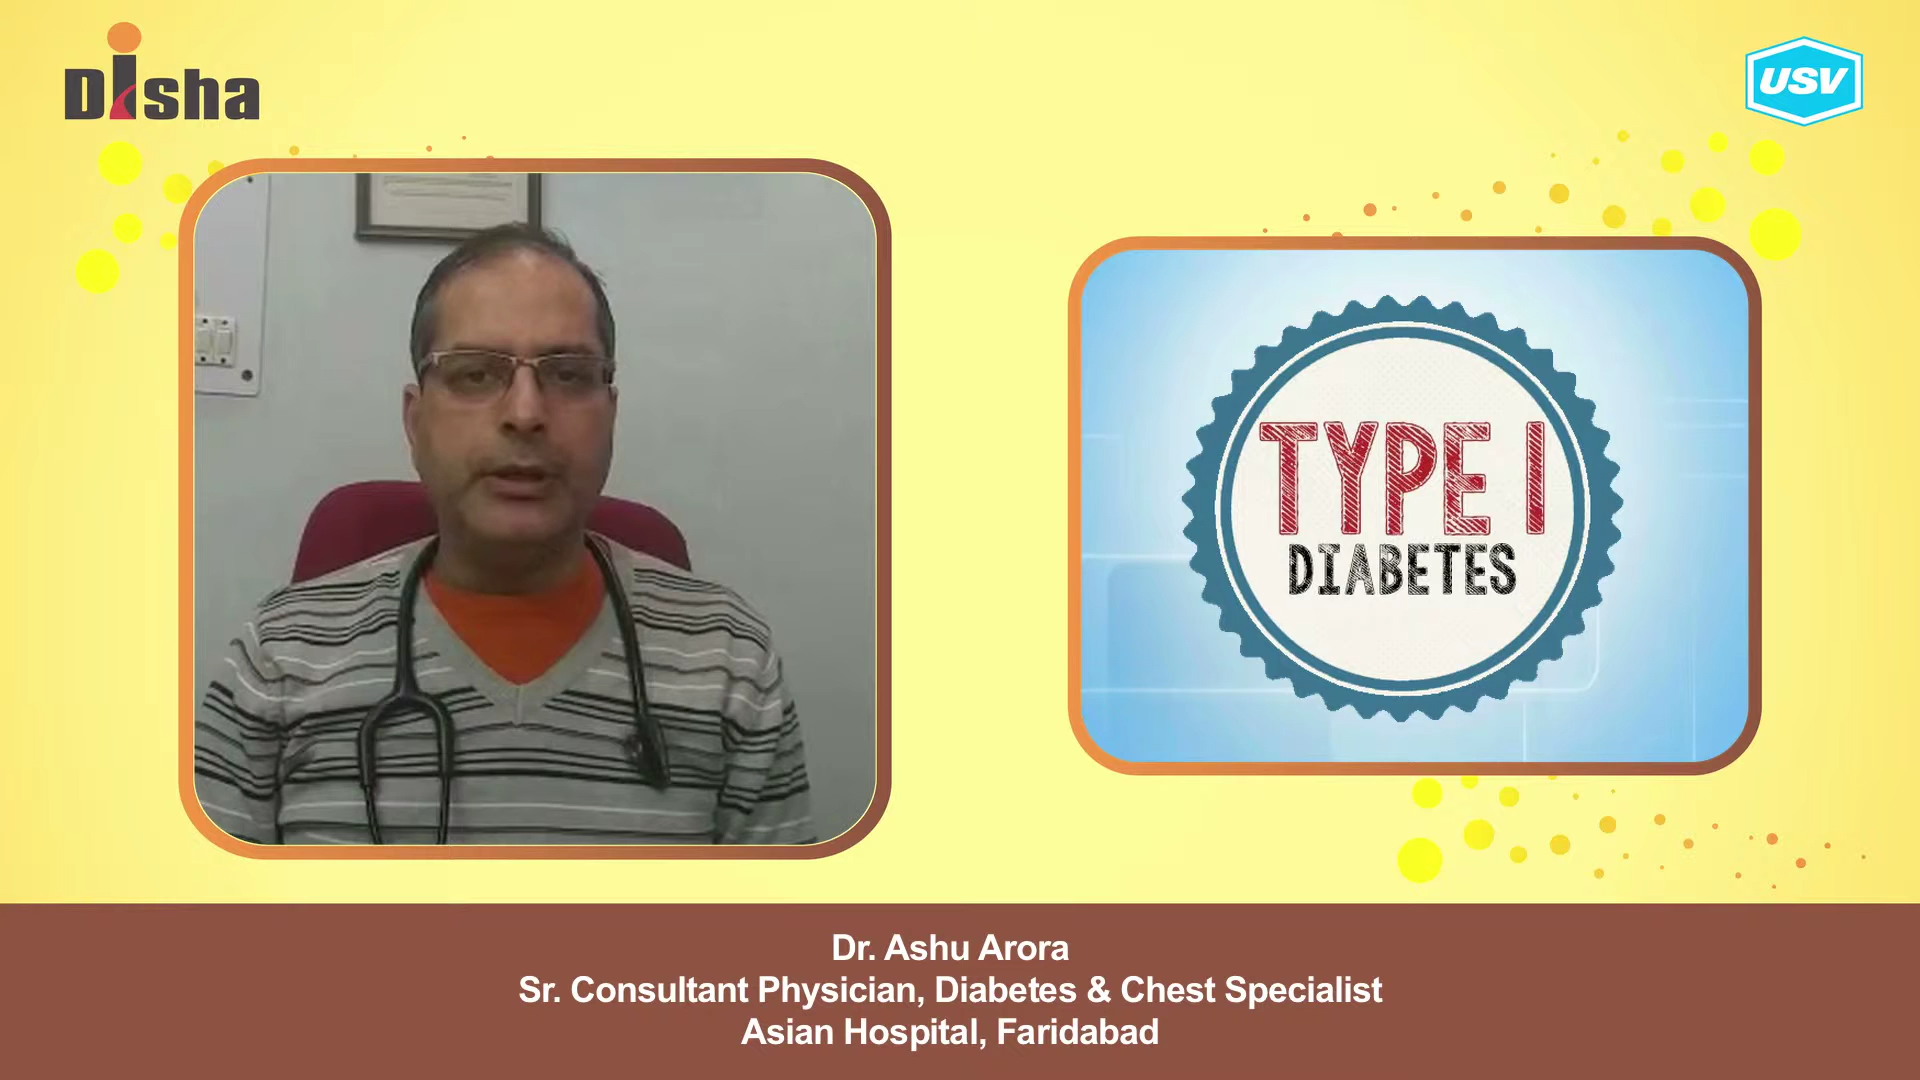 Disha
USV
TYPE I
DIABETES
Dr. Ashu Arora
Sr. Consultant Physician, Diabetes & Chest Specialist
Asian Hospital, Faridabad